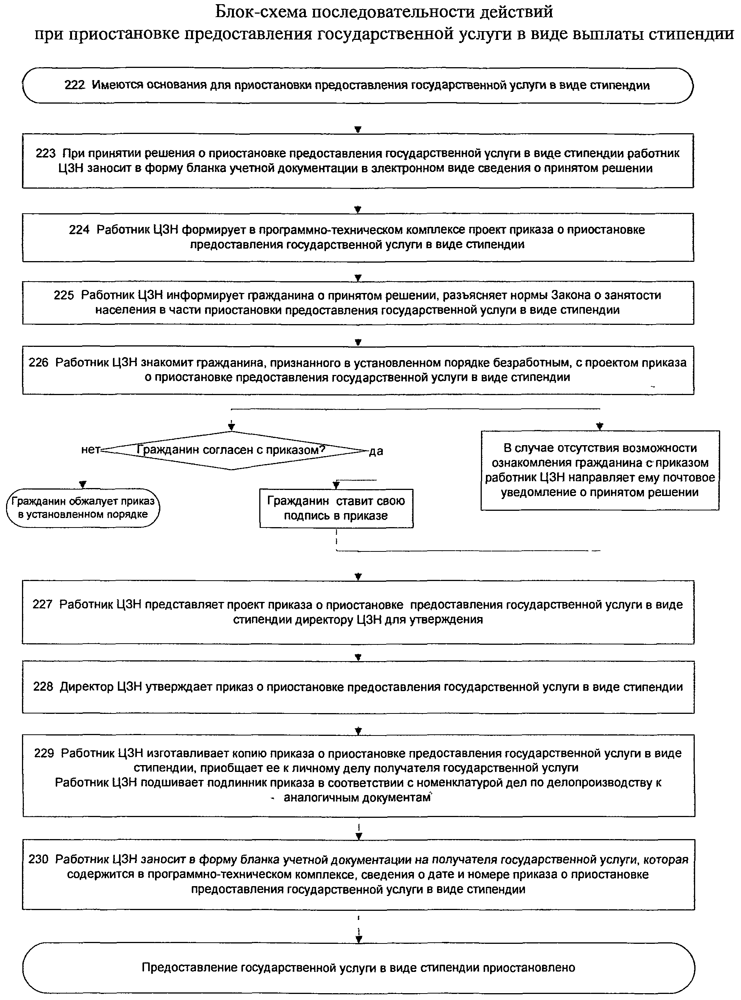 Блок-схема последовательности действий
при приостановке предоставления государственной услуги в виде выплаты стипендии
222 Имеются основания для приостановки предоставления государственной услуги в виде стипендии
223 При принятии решения о приостановке предоставления государственной услуги в виде стипендии работник
ЦЗН заносит в форму бланка учетной документации в электронном виде сведения о принятом решении
224 Работник ЦЗН формирует в программно-техническом комплексе проект приказа о приостановке
предоставления государственной услуги в виде стипендии
225 Работник ЦЗН информирует гражданина о принятом решении, разъясняет нормы Закона о занятости
населения в части приостановки предоставления государственной услуги в виде стипендии
226 Работник ЦЗН знакомит гражданина, признанного в установленном порядке безработным, с проектом приказа
о приостановке предоставления государственной услуги в виде стипендии
нет
Гражданин согласен с приказом?
да
В случае отсутствия возможности
ознакомления гражданина с приказом
работник ЦЗН направляет ему почтовое
уведомление о принятом решении
Гражданин обжалует приказ
в установленном порядке
Гражданин ставит свою
подпись в приказе
227 Работник ЦЗН представляет проект приказа о приостановке предоставления государственной услуги в виде
стипендии директору ЦЗН для утверждения
228 Директор ЦЗН утверждает приказ о приостановке предоставления государственной услуги в виде стипендии
229 Работник ЦЗН изготавливает копию приказа о приостановке предоставления государственной услуги в виде
стипендии, приобщает ее к личному делу получателя государственной услуги
Работник ЦЗН подшивает подлинник приказа в соответствии с номенклатурой дел по делопроизводству к
аналогичным документам
230 Работник ЦЗН заносит в форму бланка учетной документации на получателя государственной услуги, которая
содержится в программно-техническом комплексе, сведения о дате и номере приказа о приостановке
предоставления государственной услуги в виде стипендии
Предоставление государственной услуги в виде стипендии приостановлено